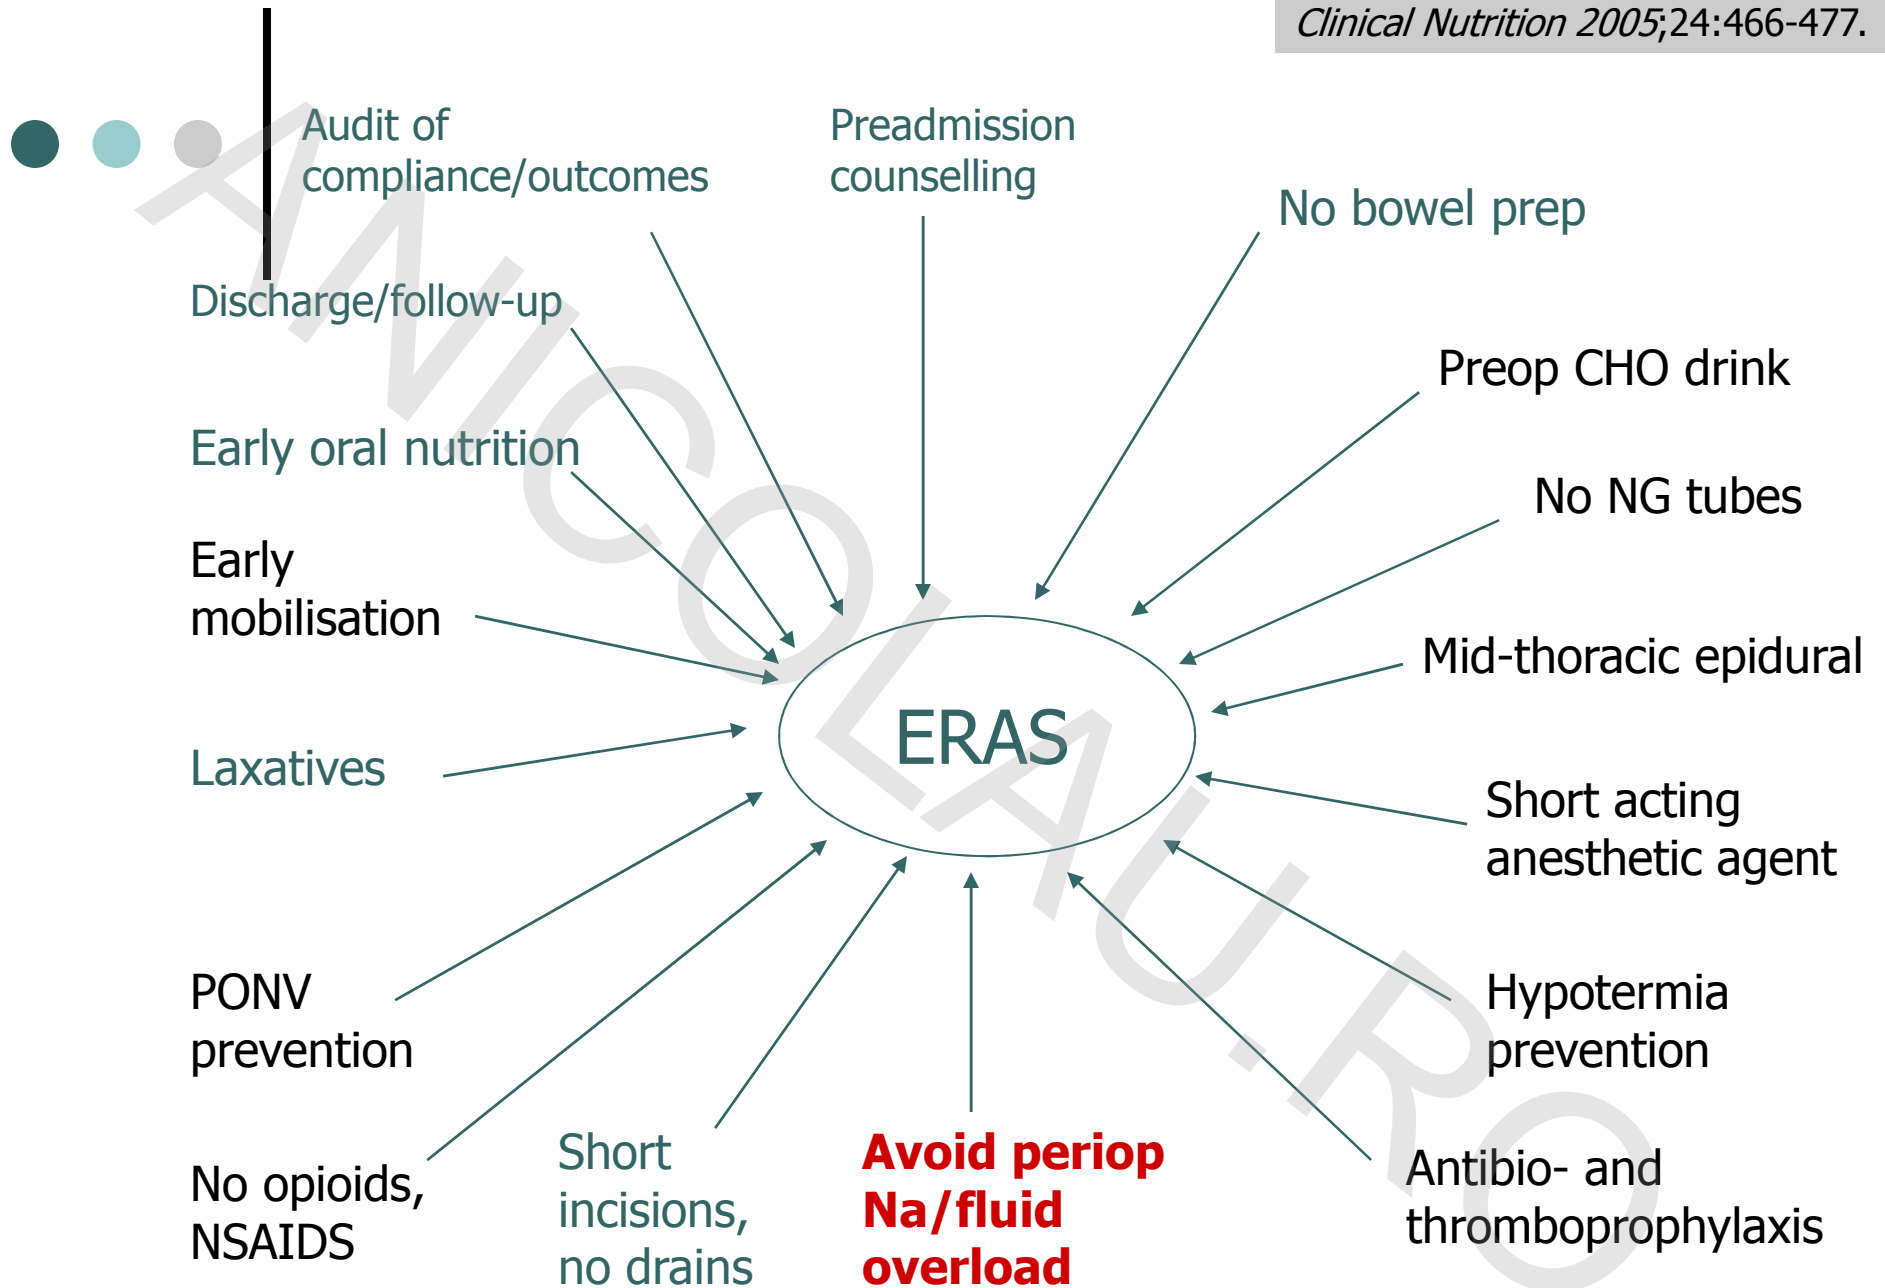 Clinical Nutrition 2005;24:466-477.
Audit of
compliance/outcomes
Preadmission
counselling
No bowel prep
Discharge/follow-up
Preop CHO drink
Early oral nutrition
No NG tubes
Early
mobilisation
Mid-thoracic epidural
ERAS
Laxatives
Short acting
anesthetic agent
PONV
prevention
Hypotermia
prevention
No opioids,
NSAIDS
Short
incisions,
no drains
Avoid periop
Na/fluid
overload
Antibio- and
thromboprophylaxis
ANICOLAU.RO